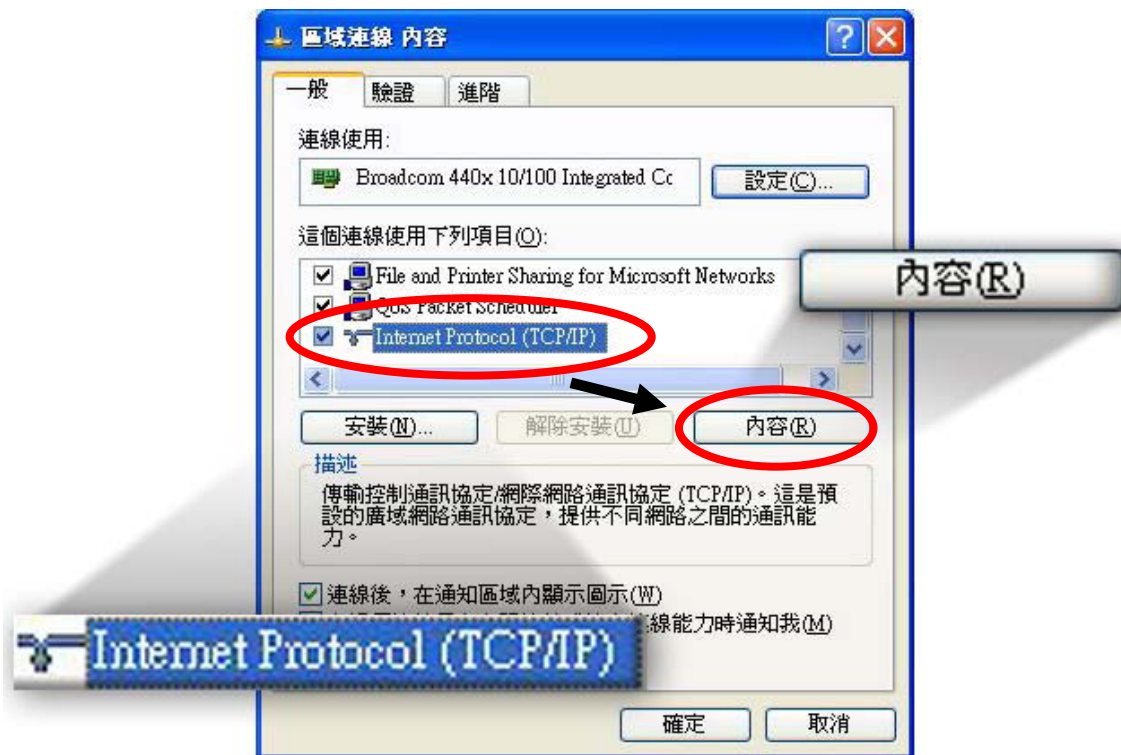 區域連線 內容
一般 驗證 進階
連線使用:
Broadcom 440x 10/100 Integrated Cc 設定(C)...
這個連線使用下列項目(O):
File and Printer Sharing for Microsoft Networks
內容(R)
QoS Packet Scheduler
Internet Protocol (TCP/IP)
安裝(N)... 解除安裝(U) 內容(R)
描述
傳輸控制通訊協定/網際網路通訊協定 (TCP/IP)。這是預
設的廣域網路通訊協定，提供不同網路之間的通訊能
力。
連線後，在通知區域內顯示圖示(W)
線能力時通知我(M)
Internet Protocol (TCP/IP)
確定 取消